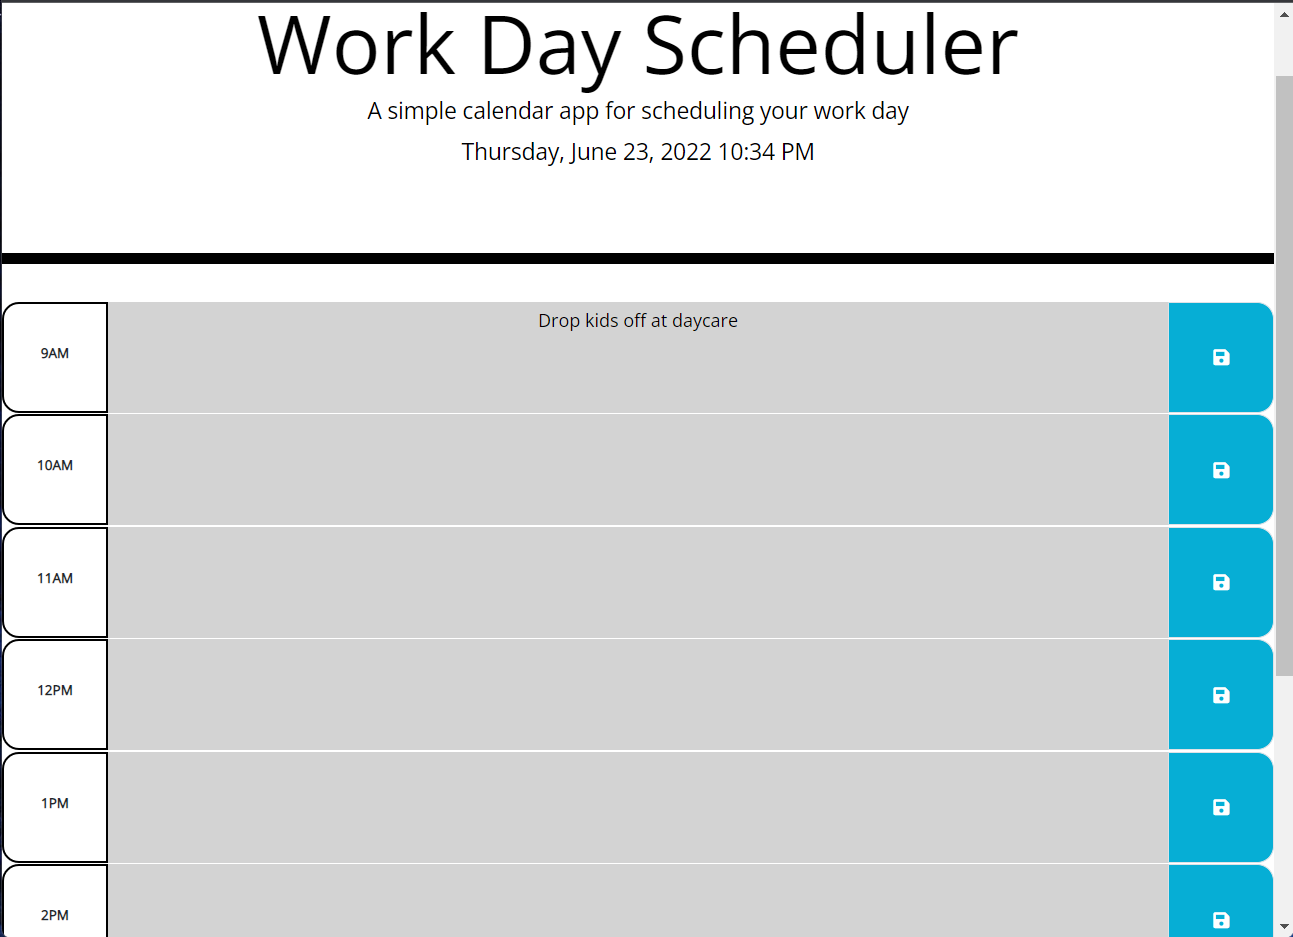 Work Day Scheduler
A simple calendar app for scheduling your work day
Thursday, June 23, 2022 10:34 PM
9AM
Drop kids off at daycare
10AM
11AM
12PM
1PM
2PM